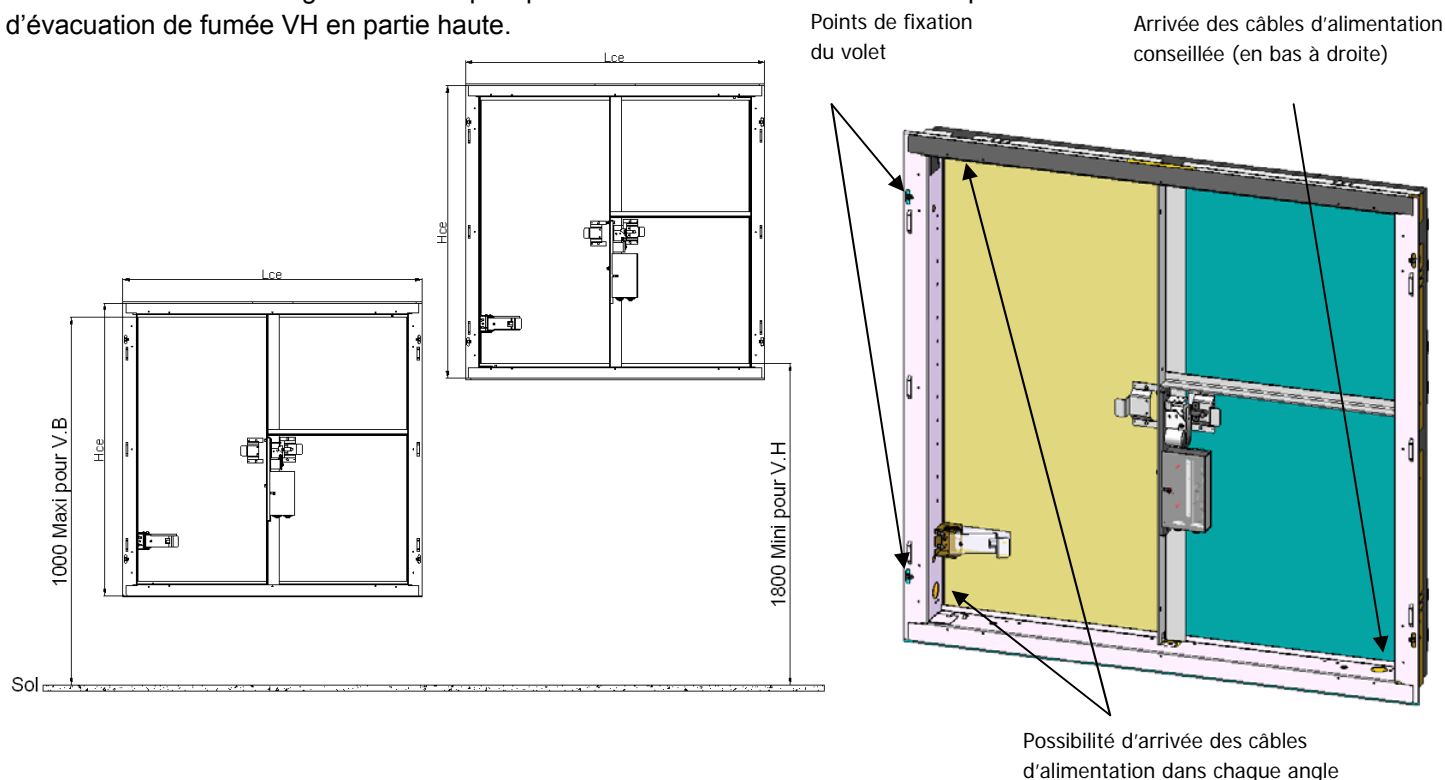 d’évacuation de fumée VH en partie haute.
Points de fixation
du volet
Arrivée des câbles d’alimentation
conseillée (en bas à droite)
Lce
Hce
1800 Mini pour V.H
Lce
Hce
1000 Maxi pour V.B
Sol
Possibilité d’arrivée des câbles
d’alimentation dans chaque angle